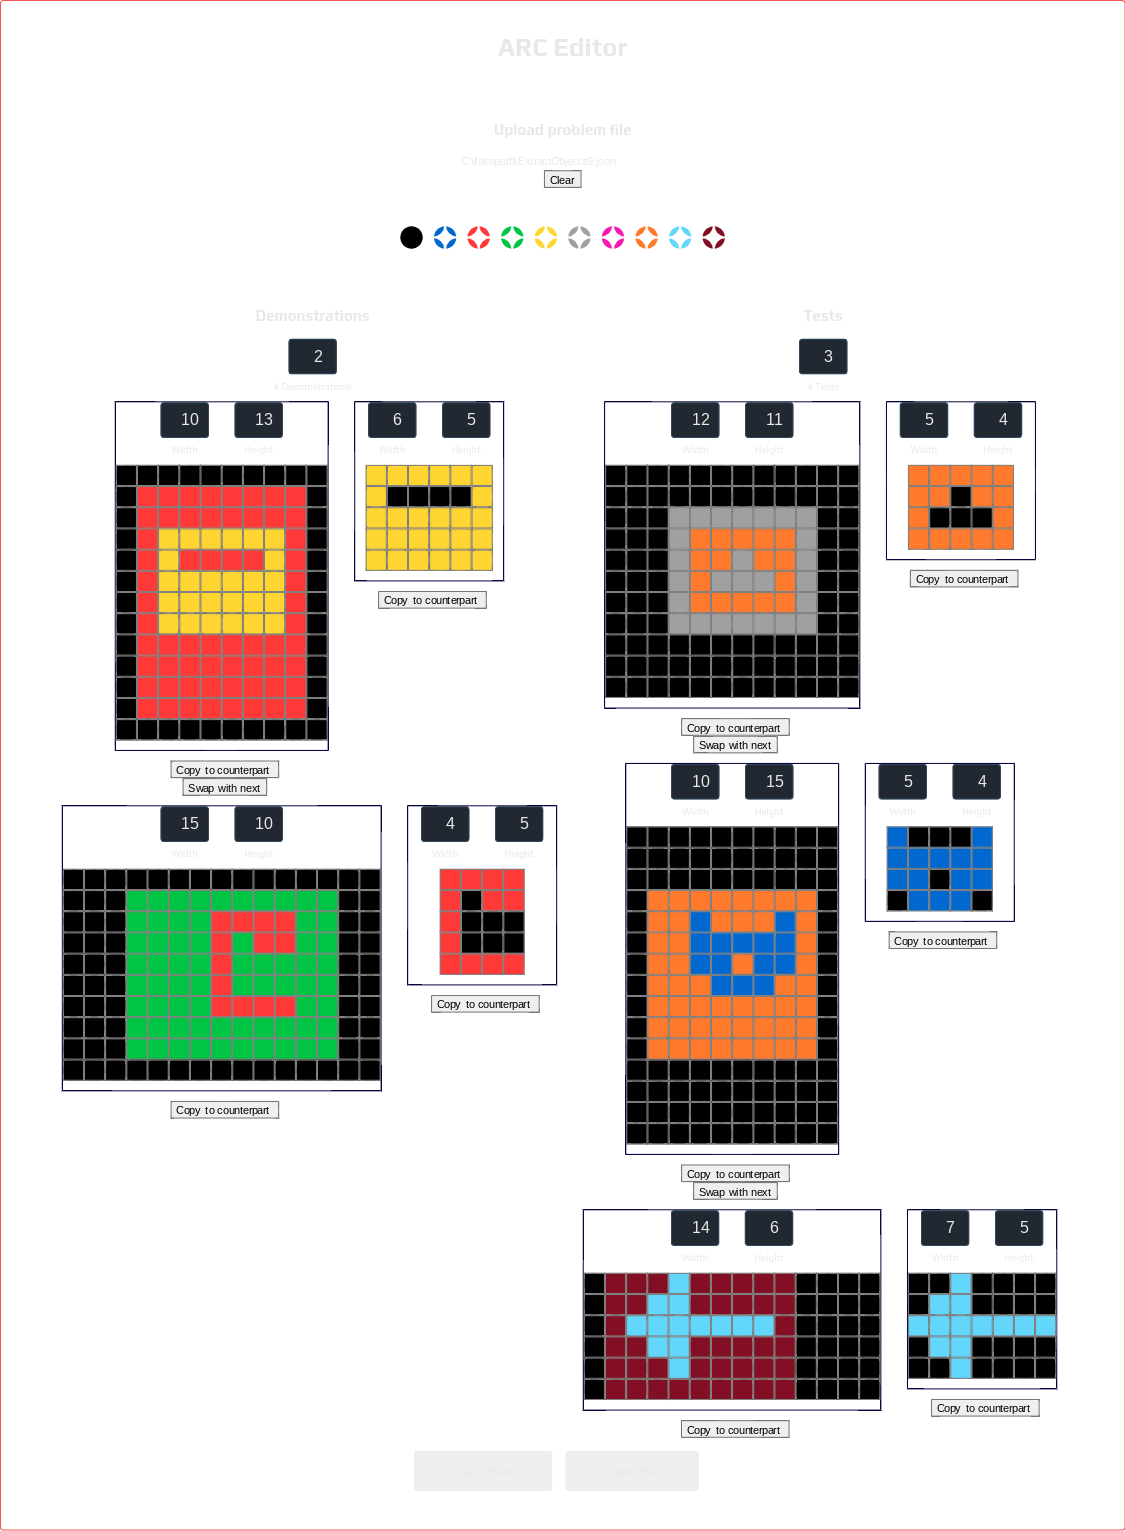 ARC Editor
Upload problem file
C:\fakepath\ExtractObjects9.json
Clear
Demonstrations
Tests
2
3
# Demonstrations
# Tests
10 13
6 5
12 11
5 4
Width Height
Width Height
Width Height
Width Height
Copy to counterpart
Copy to counterpart
Copy to counterpart
Swap with next
Copy to counterpart
Swap with next
10 15
5 4
Width Height
Width Height
15 10
4 5
Width Height
Width Height
Copy to counterpart
Copy to counterpart
Copy to counterpart
Copy to counterpart
Swap with next
14 6
7 5
Width Height
Width Height
Copy to counterpart
Copy to counterpart